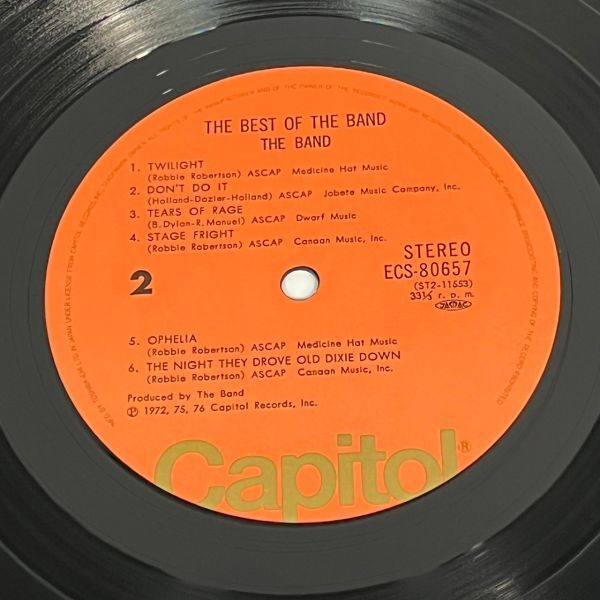 THE BEST OF THE BAND
THE BAND
1. TWILIGHT
(Robbie Robertson) ASCAP Medicine Hat Music
2. DON'T DO IT
(Holland-Dozier-Holland) ASCAP Jobete Music Company, Inc.
3. TEARS OF RAGE
(B. Dylan-R. Manuel) ASCAP Dwarf Music
4. STAGE FRIGHT
(Robbie Robertson) ASCAP Canaan Music, Inc.
2
STEREO
ECS-80657
(ST2-11553)
33⅓ r. p. m.
JASRAC
5. OPHELIA
(Robbie Robertson) ASCAP Medicine Hat Music
6. THE NIGHT THEY DROVE OLD DIXIE DOWN
(Robbie Robertson) ASCAP Canaan Music, Inc.
Produced by The Band
℗ 1972, 75, 76 Capitol Records, Inc.
Capitol®